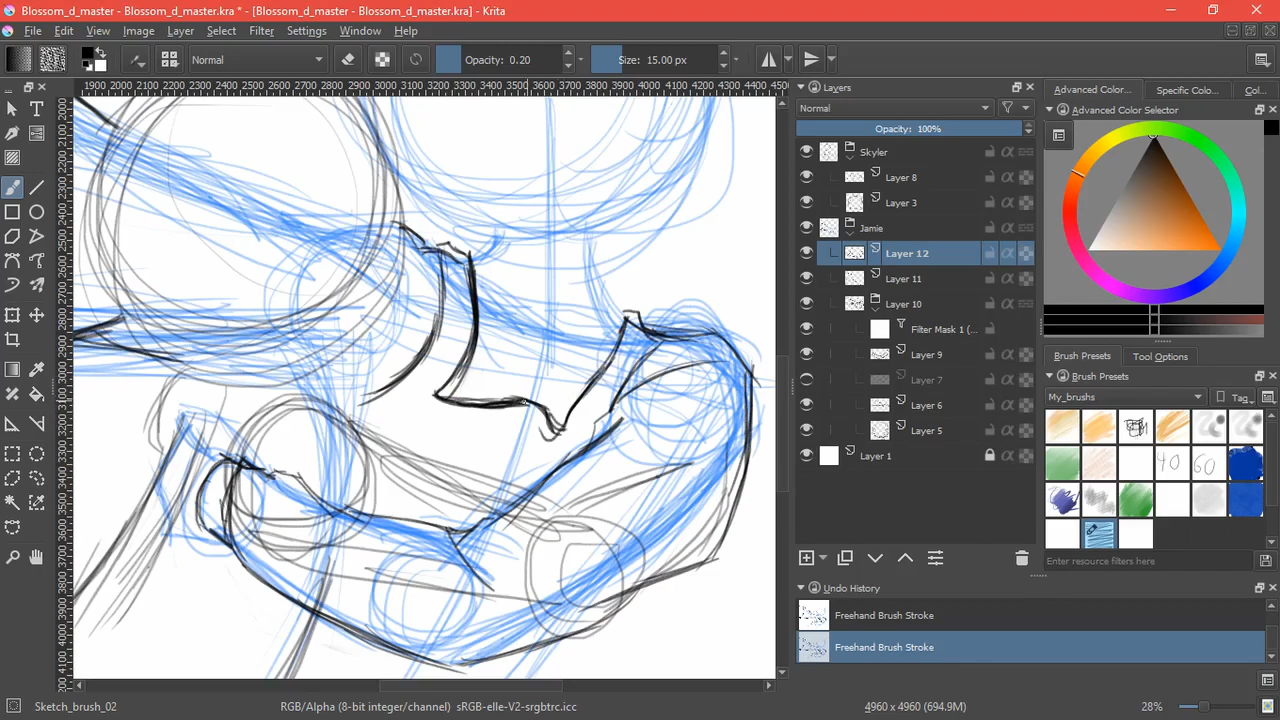 Blossom_d_master - Blossom_d_master.kra * - [Blossom_d_master - Blossom_d_master.kra] - Krita
File Edit View Image Layer Select Filter Settings Window Help
Normal Opacity: 0.20 Size: 15.00 px
1900 2000 2100 2200 2300 2400 2500 2600 2700 2800 2900 3000 3100 3200 3300 3400 3500 3600 3700 3800 3900 4000 4100 4200 4300 4400 450
Layers
Normal
Opacity: 100%
Skyler
Layer 8
Layer 3
Jamie
Layer 12
Layer 11
Layer 10
Filter Mask 1 (...
Layer 9
Layer 7
Layer 6
Layer 5
Layer 1
Advanced Color... Specific Colo... Col...
Advanced Color Selector
Brush Presets Tool Options
Brush Presets
My_brushes Tag
40 60
Enter resource filters here
Undo History
Freehand Brush Stroke
Freehand Brush Stroke
Sketch_brush_02 RGB/Alpha (8-bit integer/channel) sRGB-elle-V2-srgbtrc.icc 4960 x 4960 (694.9M) 28%